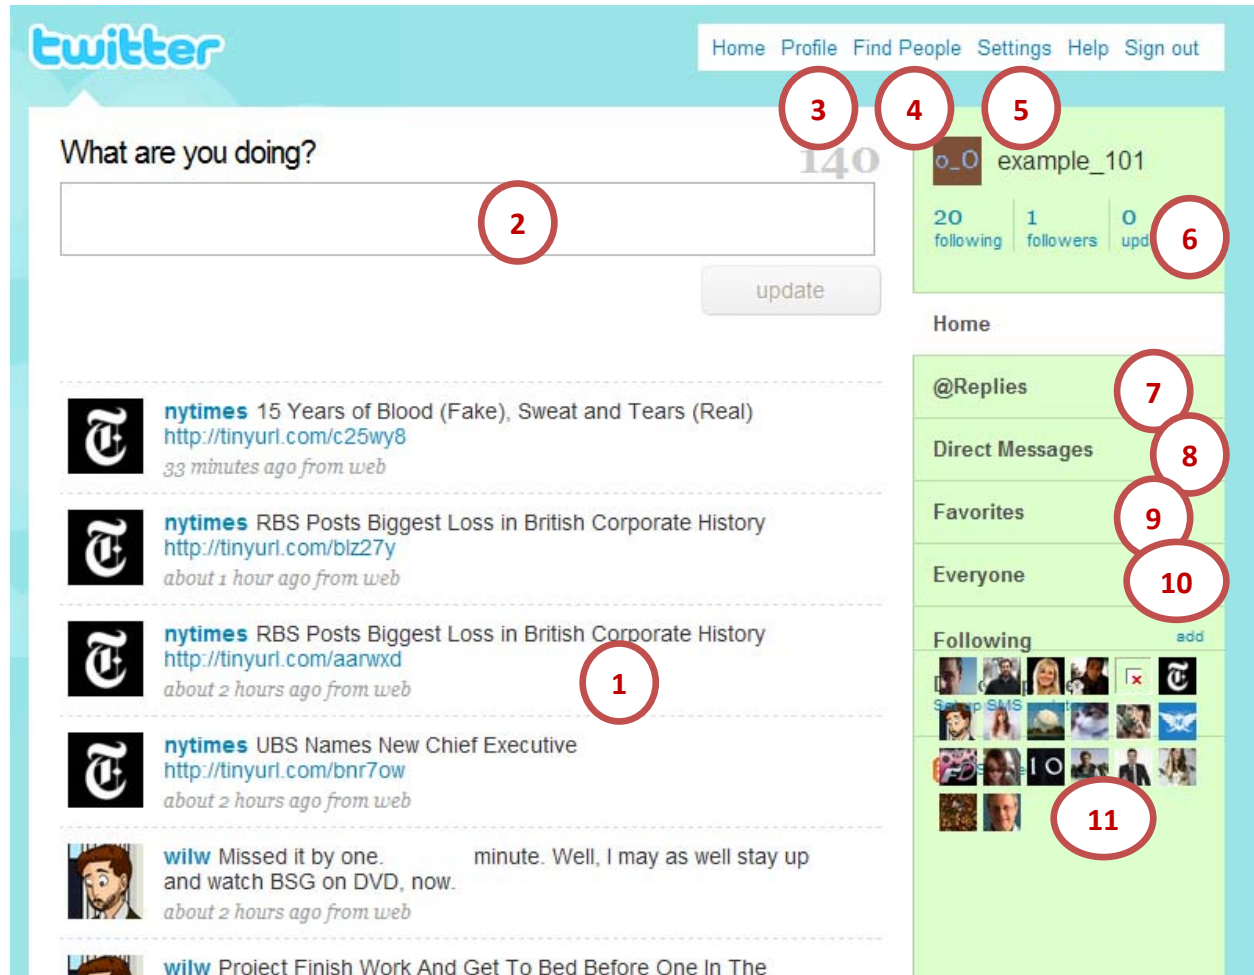 twitter
Home Profile Find People Settings Help Sign out
3 4 5
What are you doing?
140
2
update
o_O example_101
20 following
1 followers
0
6
Home
@Replies
7
Direct Messages
8
Favorites
9
Everyone
10
Following add
11
nytimes 15 Years of Blood (Fake), Sweat and Tears (Real)
http://tinyurl.com/c25wy8
33 minutes ago from web
nytimes RBS Posts Biggest Loss in British Corporate History
http://tinyurl.com/blz27y
about 1 hour ago from web
nytimes RBS Posts Biggest Loss in British Corporate History
http://tinyurl.com/aarwxd
about 2 hours ago from web
1
nytimes UBS Names New Chief Executive
http://tinyurl.com/bnr7ow
about 2 hours ago from web
wilw Missed it by one. minute. Well, I may as well stay up
and watch BSG on DVD, now.
about 2 hours ago from web
wilw Project Finish Work And Get To Bed Before One In The